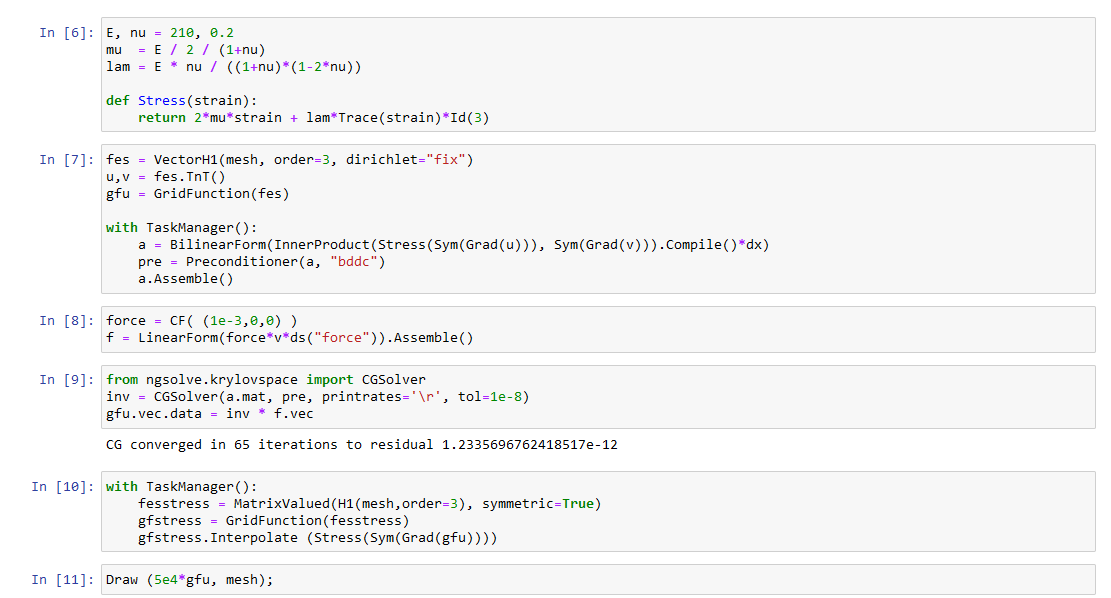 In [6]: E, nu = 210, 0.2
mu  = E / 2 / (1+nu)
lam = E * nu / ((1+nu)*(1-2*nu))
def Stress(strain):
    return 2*mu*strain + lam*Trace(strain)*Id(3)
In [7]: fes = VectorH1(mesh, order=3, dirichlet="fix")
u,v = fes.TnT()
gfu = GridFunction(fes)
with TaskManager():
    a = BilinearForm(InnerProduct(Stress(Sym(Grad(u))), Sym(Grad(v))).Compile()*dx)
    pre = Preconditioner(a, "bddc")
    a.Assemble()
In [8]: force = CF( (1e-3,0,0) )
f = LinearForm(force*v*ds("force")).Assemble()
In [9]: from ngsolve.krylovspace import CGSolver
inv = CGSolver(a.mat, pre, printrates='\r', tol=1e-8)
gfu.vec.data = inv * f.vec
CG converged in 65 iterations to residual 1.2335696762418517e-12
In [10]: with TaskManager():
    fesstress = MatrixValued(H1(mesh,order=3), symmetric=True)
    gfstress = GridFunction(fesstress)
    gfstress.Interpolate (Stress(Sym(Grad(gfu))))
In [11]: Draw (5e4*gfu, mesh);